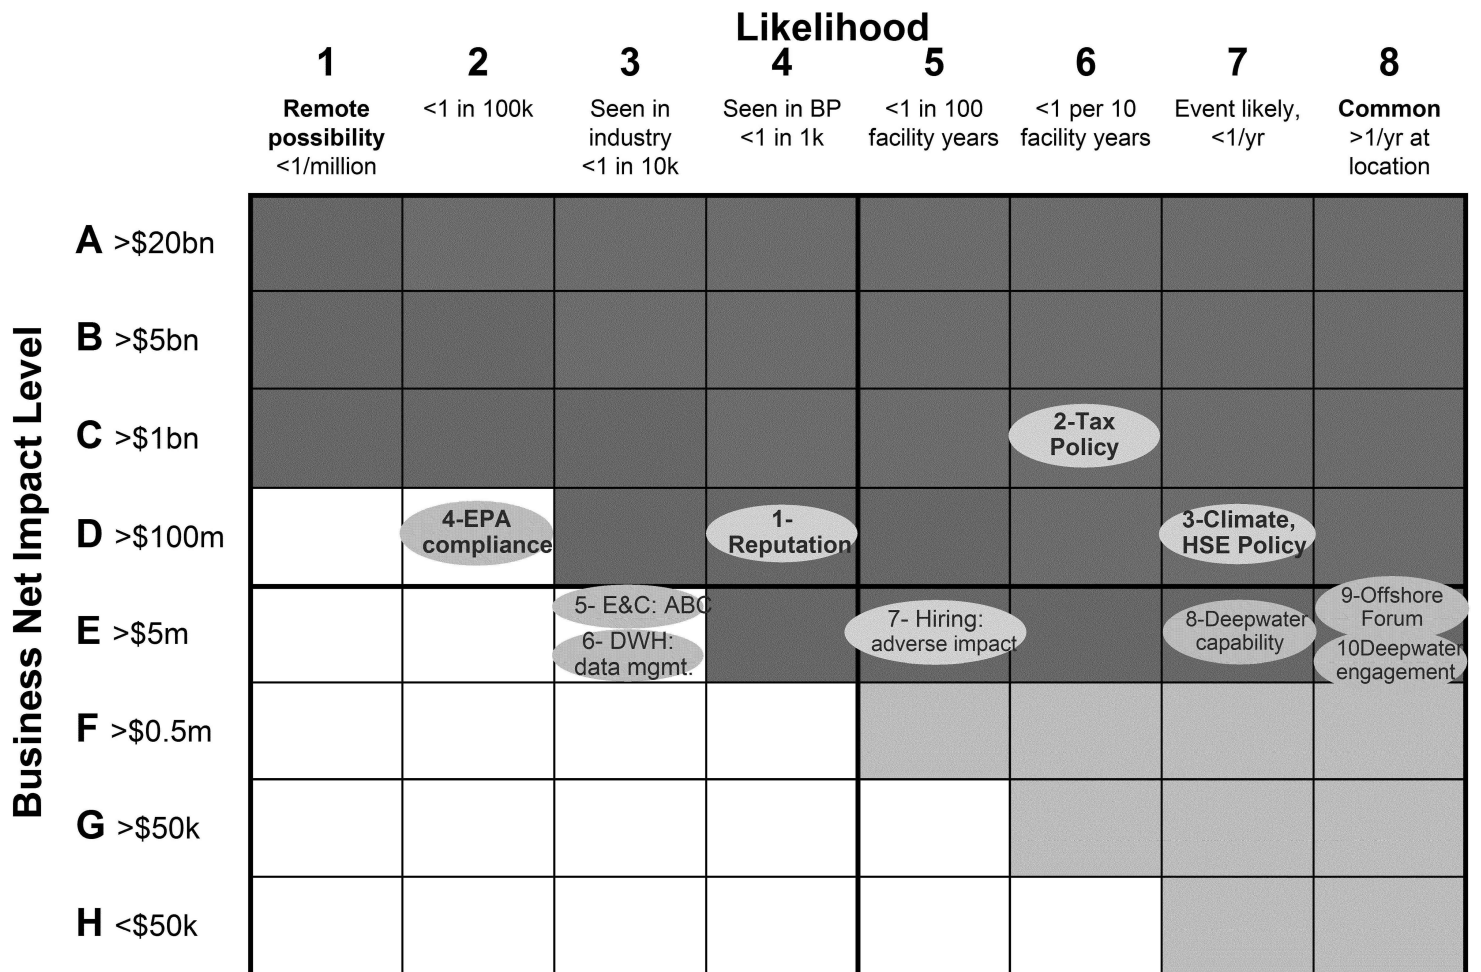 Likelihood
1 2 3 4 5 6 7 8
Remote
possibility
<1/million
<1 in 100k
Seen in
industry
<1 in 10k
Seen in BP
<1 in 1k
<1 in 100
facility years
<1 per 10
facility years
Event likely,
<1/yr
Common
>1/yr at
location
Business Net Impact Level
A >$20bn
B >$5bn
C >$1bn
2-Tax
Policy
D >$100m
4-EPA
compliance
1-
Reputation
3-Climate,
HSE Policy
E >$5m
5- E&C: ABC
6- DWH:
data mgmt.
7- Hiring:
adverse impact
8-Deepwater
capability
9-Offshore
Forum
10Deepwater
engagement
F >$0.5m
G >$50k
H <$50k